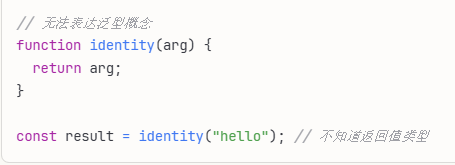 // 无法表达泛型概念
function identity(arg) {
  return arg;
}

const result = identity("hello"); // 不知道返回值类型